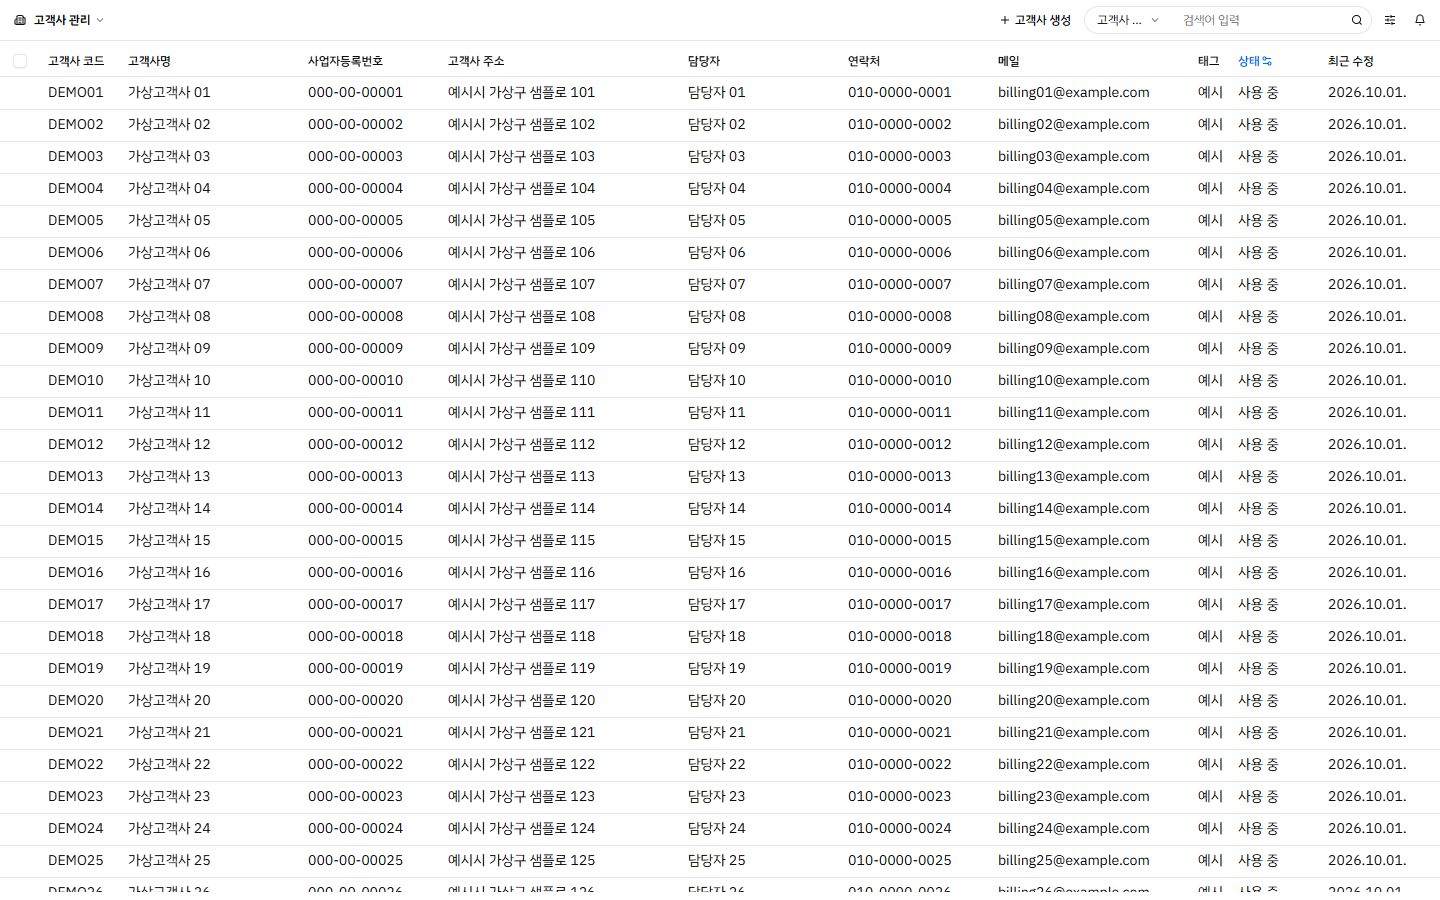 고객사 관리 + 고객사 생성 고객사 ... 검색어 입력
고객사 코드 고객사명 사업자등록번호 고객사 주소 담당자 연락처 메일 태그 상태 최근 수정
DEMO01 가상고객사 01 000-00-00001 예시시 가상구 샘플로 101 담당자 01 010-0000-0001 billing01@example.com 예시 사용 중 2026.10.01.
DEMO02 가상고객사 02 000-00-00002 예시시 가상구 샘플로 102 담당자 02 010-0000-0002 billing02@example.com 예시 사용 중 2026.10.01.
DEMO03 가상고객사 03 000-00-00003 예시시 가상구 샘플로 103 담당자 03 010-0000-0003 billing03@example.com 예시 사용 중 2026.10.01.
DEMO04 가상고객사 04 000-00-00004 예시시 가상구 샘플로 104 담당자 04 010-0000-0004 billing04@example.com 예시 사용 중 2026.10.01.
DEMO05 가상고객사 05 000-00-00005 예시시 가상구 샘플로 105 담당자 05 010-0000-0005 billing05@example.com 예시 사용 중 2026.10.01.
DEMO06 가상고객사 06 000-00-00006 예시시 가상구 샘플로 106 담당자 06 010-0000-0006 billing06@example.com 예시 사용 중 2026.10.01.
DEMO07 가상고객사 07 000-00-00007 예시시 가상구 샘플로 107 담당자 07 010-0000-0007 billing07@example.com 예시 사용 중 2026.10.01.
DEMO08 가상고객사 08 000-00-00008 예시시 가상구 샘플로 108 담당자 08 010-0000-0008 billing08@example.com 예시 사용 중 2026.10.01.
DEMO09 가상고객사 09 000-00-00009 예시시 가상구 샘플로 109 담당자 09 010-0000-0009 billing09@example.com 예시 사용 중 2026.10.01.
DEMO10 가상고객사 10 000-00-00010 예시시 가상구 샘플로 110 담당자 10 010-0000-0010 billing10@example.com 예시 사용 중 2026.10.01.
DEMO11 가상고객사 11 000-00-00011 예시시 가상구 샘플로 111 담당자 11 010-0000-0011 billing11@example.com 예시 사용 중 2026.10.01.
DEMO12 가상고객사 12 000-00-00012 예시시 가상구 샘플로 112 담당자 12 010-0000-0012 billing12@example.com 예시 사용 중 2026.10.01.
DEMO13 가상고객사 13 000-00-00013 예시시 가상구 샘플로 113 담당자 13 010-0000-0013 billing13@example.com 예시 사용 중 2026.10.01.
DEMO14 가상고객사 14 000-00-00014 예시시 가상구 샘플로 114 담당자 14 010-0000-0014 billing14@example.com 예시 사용 중 2026.10.01.
DEMO15 가상고객사 15 000-00-00015 예시시 가상구 샘플로 115 담당자 15 010-0000-0015 billing15@example.com 예시 사용 중 2026.10.01.
DEMO16 가상고객사 16 000-00-00016 예시시 가상구 샘플로 116 담당자 16 010-0000-0016 billing16@example.com 예시 사용 중 2026.10.01.
DEMO17 가상고객사 17 000-00-00017 예시시 가상구 샘플로 117 담당자 17 010-0000-0017 billing17@example.com 예시 사용 중 2026.10.01.
DEMO18 가상고객사 18 000-00-00018 예시시 가상구 샘플로 118 담당자 18 010-0000-0018 billing18@example.com 예시 사용 중 2026.10.01.
DEMO19 가상고객사 19 000-00-00019 예시시 가상구 샘플로 119 담당자 19 010-0000-0019 billing19@example.com 예시 사용 중 2026.10.01.
DEMO20 가상고객사 20 000-00-00020 예시시 가상구 샘플로 120 담당자 20 010-0000-0020 billing20@example.com 예시 사용 중 2026.10.01.
DEMO21 가상고객사 21 000-00-00021 예시시 가상구 샘플로 121 담당자 21 010-0000-0021 billing21@example.com 예시 사용 중 2026.10.01.
DEMO22 가상고객사 22 000-00-00022 예시시 가상구 샘플로 122 담당자 22 010-0000-0022 billing22@example.com 예시 사용 중 2026.10.01.
DEMO23 가상고객사 23 000-00-00023 예시시 가상구 샘플로 123 담당자 23 010-0000-0023 billing23@example.com 예시 사용 중 2026.10.01.
DEMO24 가상고객사 24 000-00-00024 예시시 가상구 샘플로 124 담당자 24 010-0000-0024 billing24@example.com 예시 사용 중 2026.10.01.
DEMO25 가상고객사 25 000-00-00025 예시시 가상구 샘플로 125 담당자 25 010-0000-0025 billing25@example.com 예시 사용 중 2026.10.01.